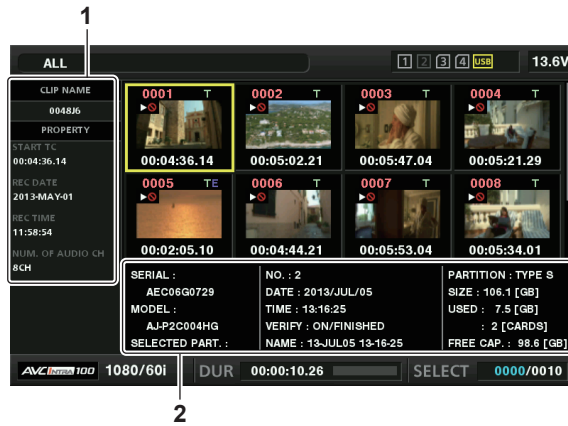 1
ALL
1 2 3 4 USB
13.6V
CLIP NAME
0048J6
PROPERTY
START TC
00:04:36.14
REC DATE
2013-MAY-01
REC TIME
11:58:54
NUM. OF AUDIO CH
8CH
0001 T
00:04:36.14
0002 T
00:05:02.21
0003 T
00:05:47.04
0004 T
00:05:21.29
0005 TE
00:02:05.10
0006 T
00:04:44.21
0007 T
00:05:53.04
0008 T
00:05:34.01
SERIAL :
AEC06G0729
MODEL :
AJ-P2C004HG
SELECTED PART. :
NO. : 2
DATE : 2013/JUL/05
TIME : 13:16:25
VERIFY : ON/FINISHED
NAME : 13-JUL05 13-16-25
PARTITION : TYPE S
SIZE : 106.1 [GB]
USED : 7.5 [GB]
: 2 [CARDS]
FREE CAP. : 98.6 [GB]
AVC INTRA 100 1080/60i
DUR 00:00:10.26
SELECT 0000/0010
2